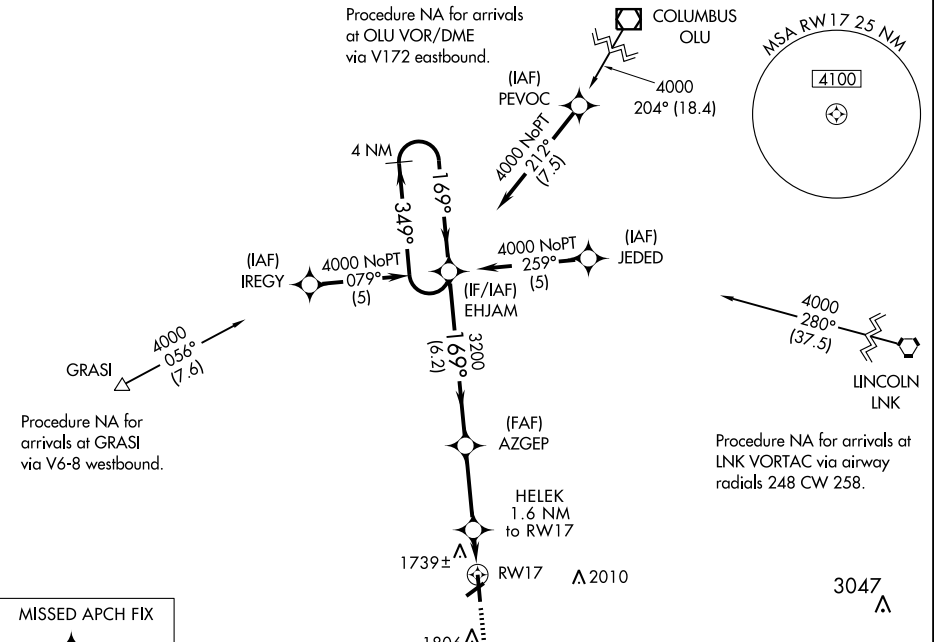 Procedure NA for arrivals
at OLU VOR/DME
via V172 eastbound.
COLUMBUS
OLU
MSA RW17 25 NM
4100
(IAF)
PEVOC
4000
204° (18.4)
4000 NoPT
212°
(7.5)
4 NM
169°
349°
(IAF)
IREGY
4000 NoPT
079°
(5)
4000 NoPT
259°
(5)
(IAF)
JEDED
(IF/IAF)
EHJAM
3200
169°
(6.2)
4000
280°
(37.5)
LINCOLN
LNK
GRASI
4000
056°
(7.6)
Procedure NA for
arrivals at GRASI
via V6-8 westbound.
(FAF)
AZGEP
Procedure NA for arrivals at
LNK VORTAC via airway
radials 248 CW 258.
HELEK
1.6 NM
to RW17
1739±
RW17
2010
3047
MISSED APCH FIX
1806